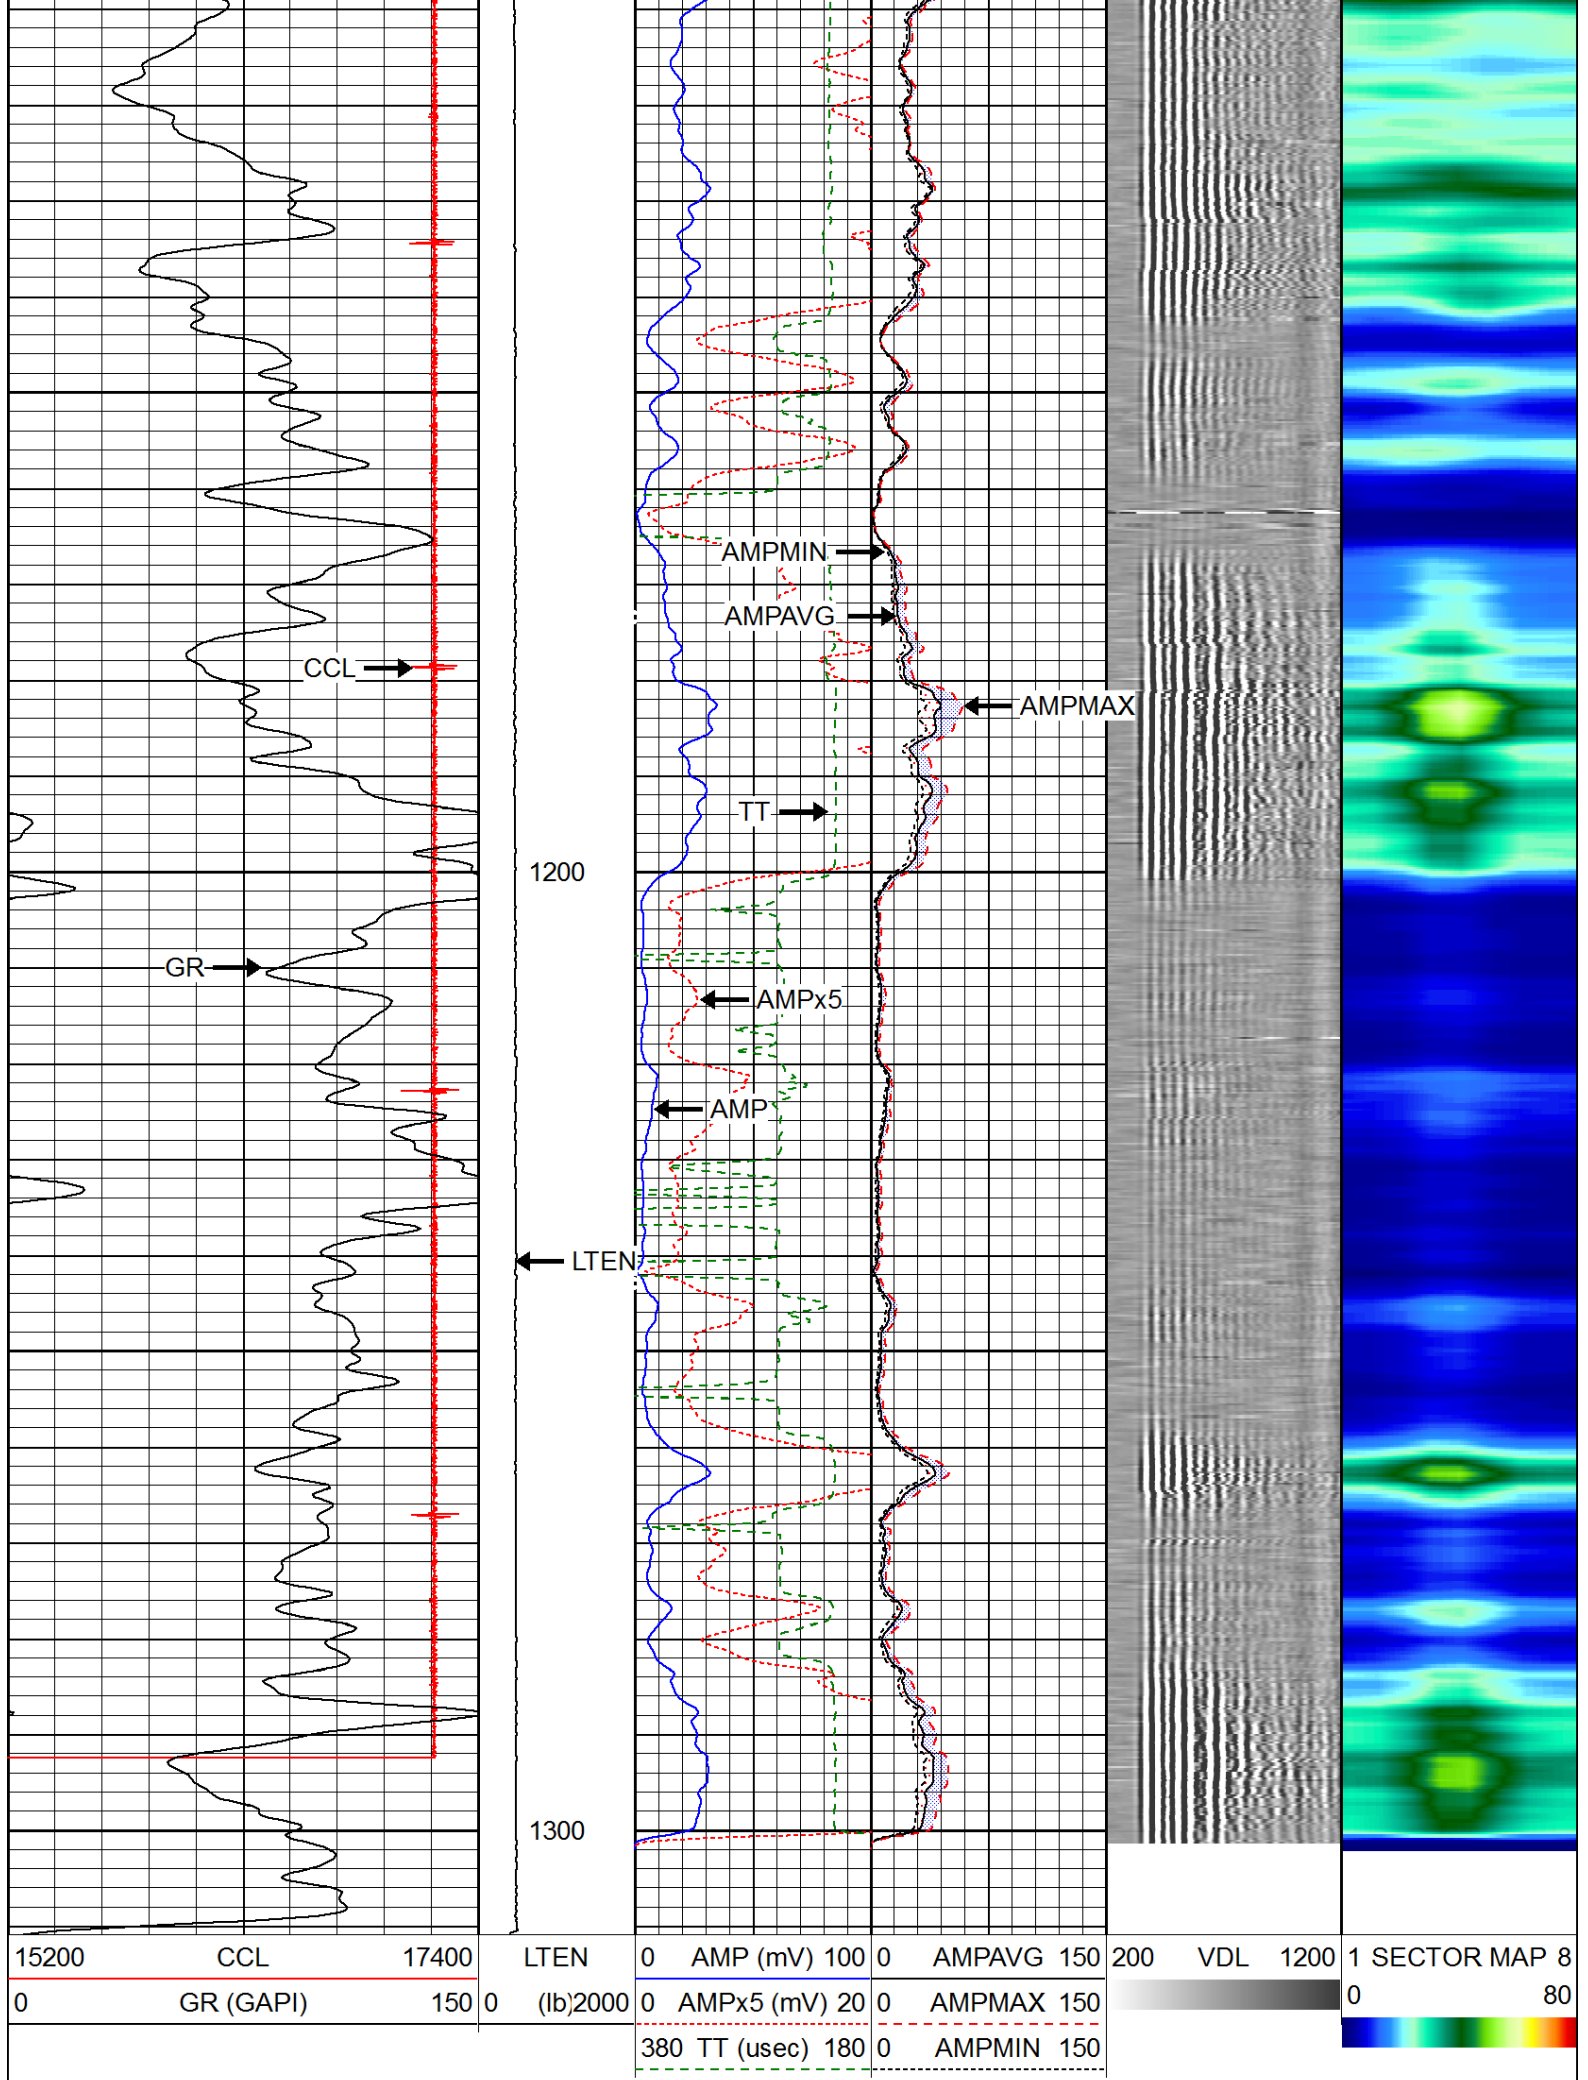 AMPMIN
AMPAVG
CCL
AMPMAX
TT
1200
GR
AMPx5
AMP
LTEN
1300
15200 CCL 17400 LTEN 0 AMP (mV) 100 0 AMPAVG 150 200 VDL 1200 1 SECTOR MAP 8
0 GR (GAPI) 150 0 (lb)2000 0 AMPx5 (mV) 20 0 AMPMAX 150 0 80
380 TT (usec) 180 0 AMPMIN 150